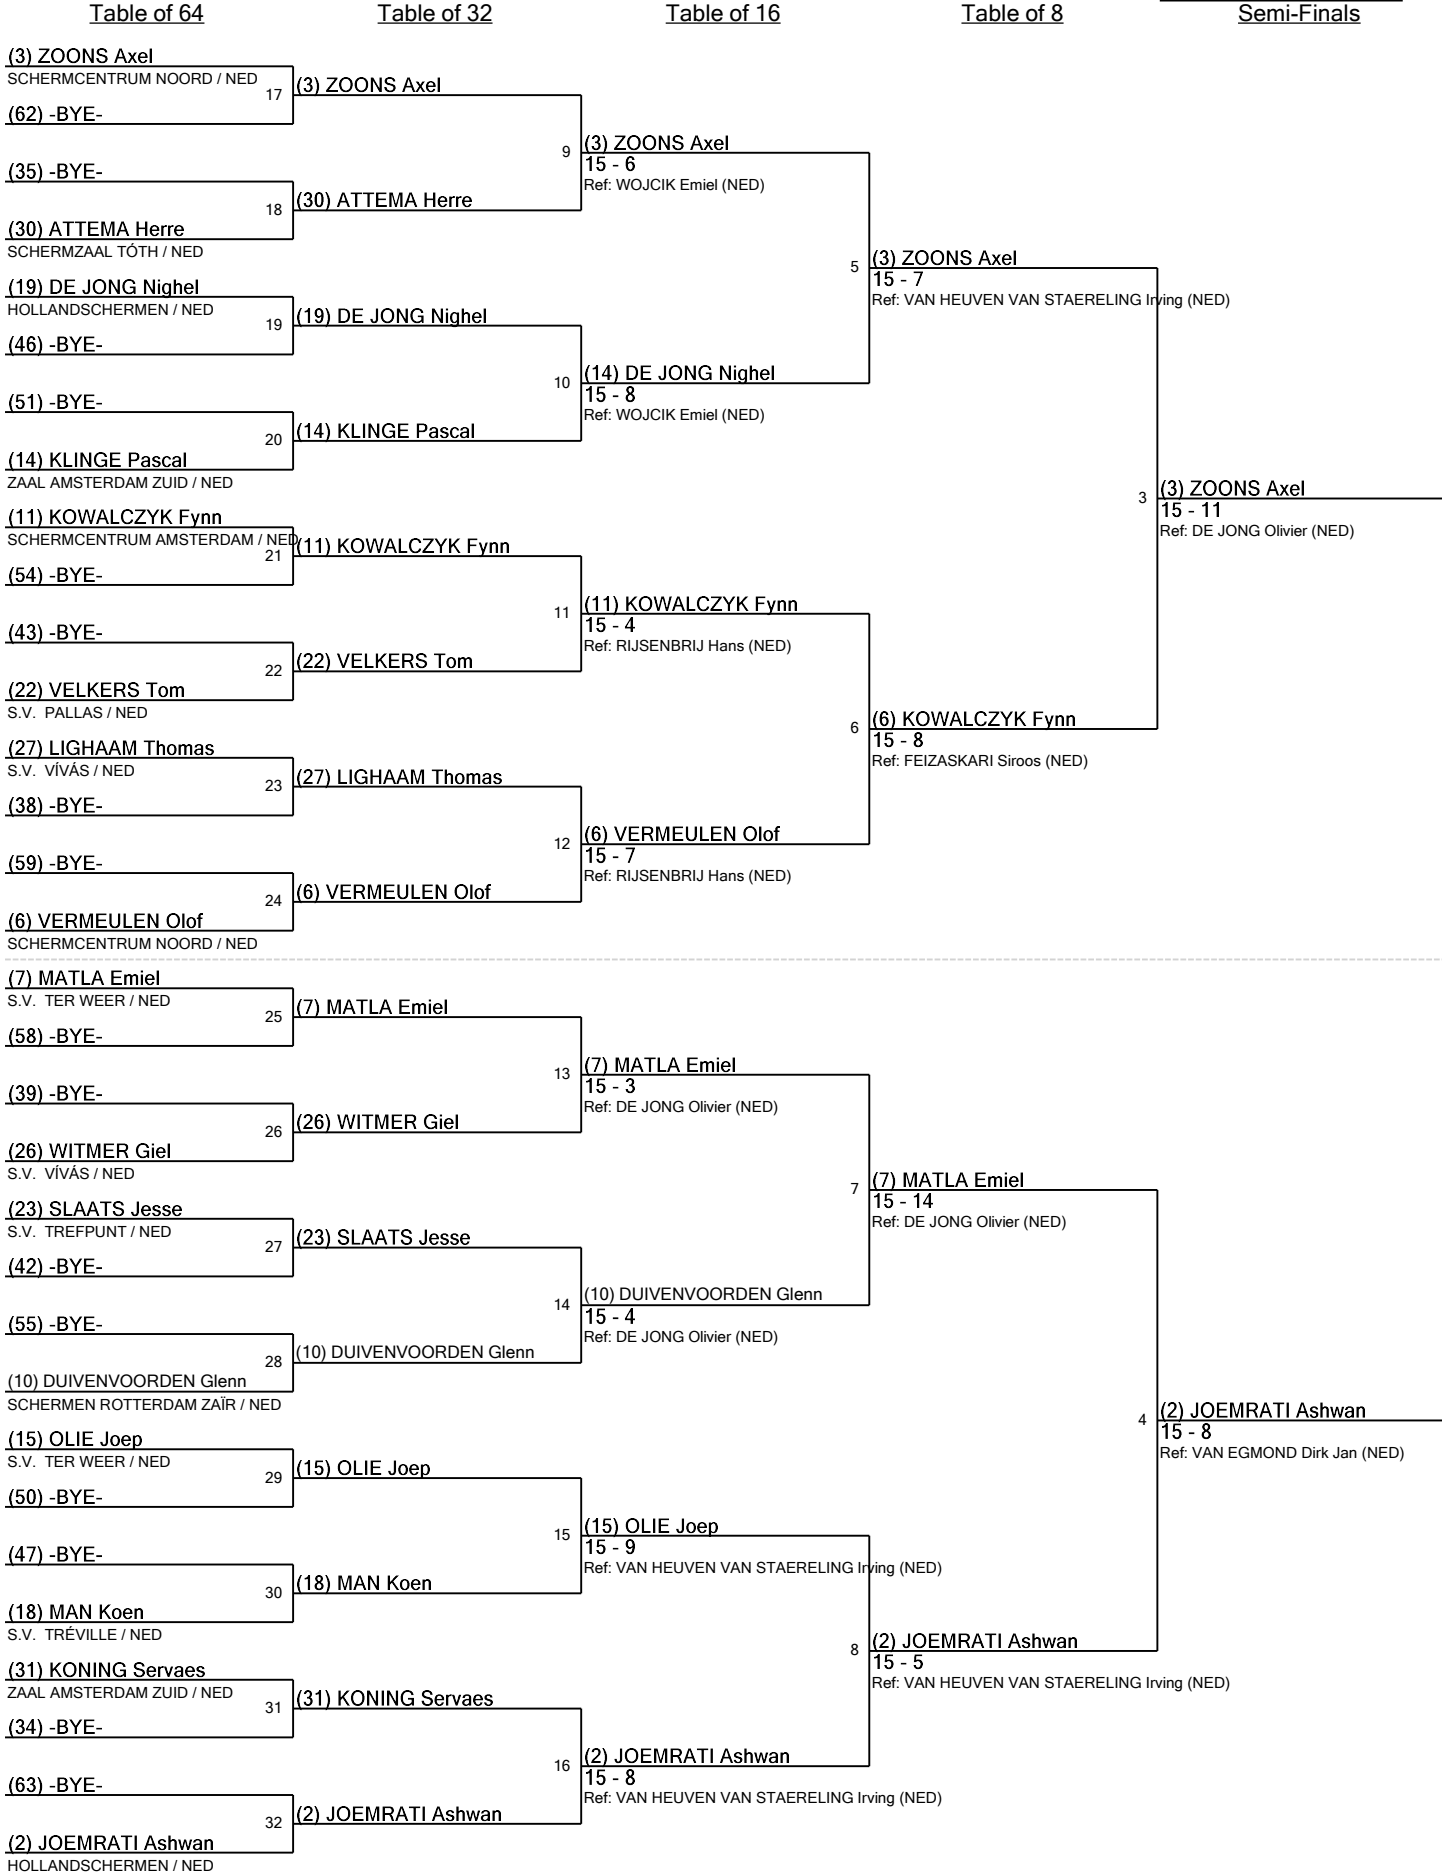 Table of 64
Table of 32
Table of 16
Table of 8
Semi-Finals
(3) ZOONS Axel
SCHERMCENTRUM NOORD / NED
17
(62) -BYE-
(35) -BYE-
18
(30) ATTEMA Herre
SCHERMZAAL TÓTH / NED
(19) DE JONG Nighel
HOLLANDSCHERMEN / NED
19
(46) -BYE-
(51) -BYE-
20
(14) KLINGE Pascal
ZAAL AMSTERDAM ZUID / NED
(11) KOWALCZYK Fynn
SCHERMCENTRUM AMSTERDAM / NED
21
(54) -BYE-
(43) -BYE-
22
(22) VELKERS Tom
S.V. PALLAS / NED
(27) LIGHAAM Thomas
S.V. VÍVÁS / NED
23
(38) -BYE-
(59) -BYE-
24
(6) VERMEULEN Olof
SCHERMCENTRUM NOORD / NED
(7) MATLA Emiel
S.V. TER WEER / NED
25
(58) -BYE-
(39) -BYE-
26
(26) WITMER Giel
S.V. VÍVÁS / NED
(23) SLAATS Jesse
S.V. TREFPUNT / NED
27
(42) -BYE-
(55) -BYE-
28
(10) DUIVENVOORDEN Glenn
SCHERMEN ROTTERDAM ZAÏR / NED
(15) OLIE Joep
S.V. TER WEER / NED
29
(50) -BYE-
(47) -BYE-
30
(18) MAN Koen
S.V. TRÉVILLE / NED
(31) KONING Servaes
ZAAL AMSTERDAM ZUID / NED
31
(34) -BYE-
(63) -BYE-
32
(2) JOEMRATI Ashwan
HOLLANDSCHERMEN / NED
(3) ZOONS Axel
9
(30) ATTEMA Herre
(19) DE JONG Nighel
10
(14) KLINGE Pascal
(11) KOWALCZYK Fynn
11
(22) VELKERS Tom
(27) LIGHAAM Thomas
12
(6) VERMEULEN Olof
(7) MATLA Emiel
13
(26) WITMER Giel
(23) SLAATS Jesse
14
(10) DUIVENVOORDEN Glenn
(15) OLIE Joep
15
(18) MAN Koen
(31) KONING Servaes
16
(2) JOEMRATI Ashwan
(3) ZOONS Axel
15 - 6
Ref: WOJCIK Emiel (NED)
5
(14) DE JONG Nighel
15 - 8
Ref: WOJCIK Emiel (NED)
(11) KOWALCZYK Fynn
15 - 4
Ref: RIJSENBRIJ Hans (NED)
6
(6) VERMEULEN Olof
15 - 7
Ref: RIJSENBRIJ Hans (NED)
(7) MATLA Emiel
15 - 3
Ref: DE JONG Olivier (NED)
7
(10) DUIVENVOORDEN Glenn
15 - 4
Ref: DE JONG Olivier (NED)
(15) OLIE Joep
15 - 9
Ref: VAN HEUVEN VAN STAERELING Irving (NED)
8
(2) JOEMRATI Ashwan
15 - 8
Ref: VAN HEUVEN VAN STAERELING Irving (NED)
(3) ZOONS Axel
15 - 7
Ref: VAN HEUVEN VAN STAERELING Irving (NED)
3
(6) KOWALCZYK Fynn
15 - 8
Ref: FEIZASKARI Siroos (NED)
(7) MATLA Emiel
15 - 14
Ref: DE JONG Olivier (NED)
4
(2) JOEMRATI Ashwan
15 - 5
Ref: VAN HEUVEN VAN STAERELING Irving (NED)
(3) ZOONS Axel
15 - 11
Ref: DE JONG Olivier (NED)
(2) JOEMRATI Ashwan
15 - 8
Ref: VAN EGMOND Dirk Jan (NED)